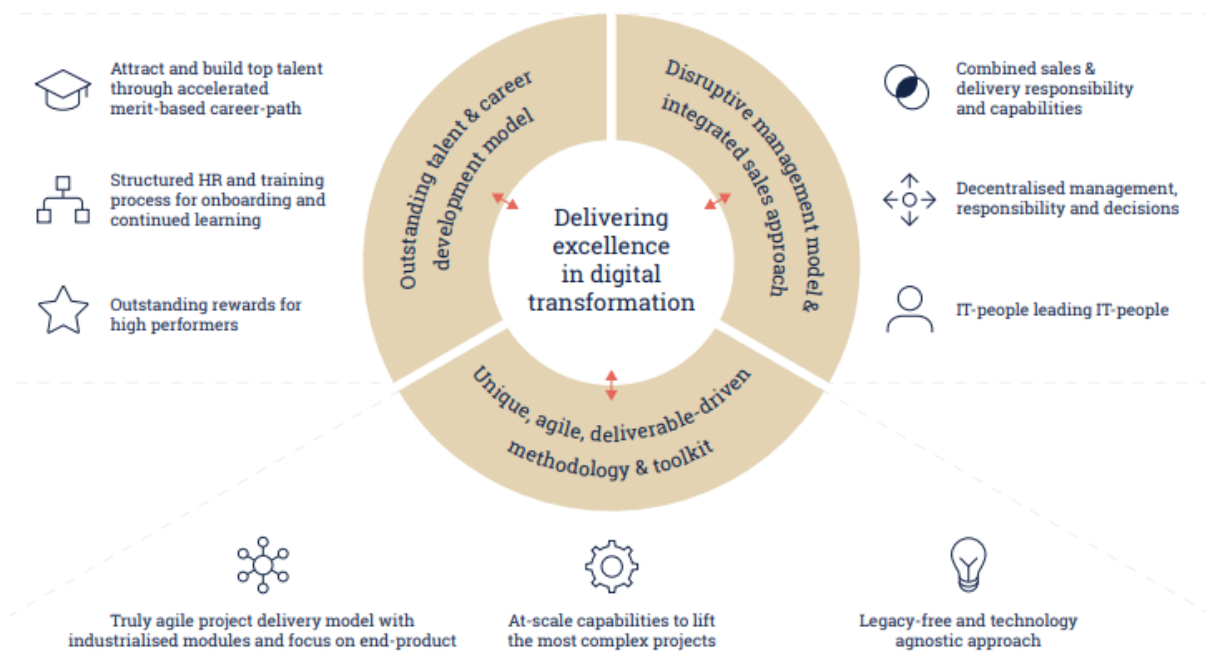 Attract and build top talent
through accelerated
merit-based career-path
Structured HR and training
process for onboarding and
continued learning
Outstanding rewards for
high performers
Outstanding talent & career
development model
Disruptive management model &
integrated sales approach
Delivering
excellence
in digital
transformation
Unique, agile, deliverable-driven
methodology & toolkit
Combined sales &
delivery responsibility
and capabilities
Decentralised management,
responsibility and decisions
IT-people leading IT-people
Truly agile project delivery model with
industrialised modules and focus on end-product
At-scale capabilities to lift
the most complex projects
Legacy-free and technology
agnostic approach